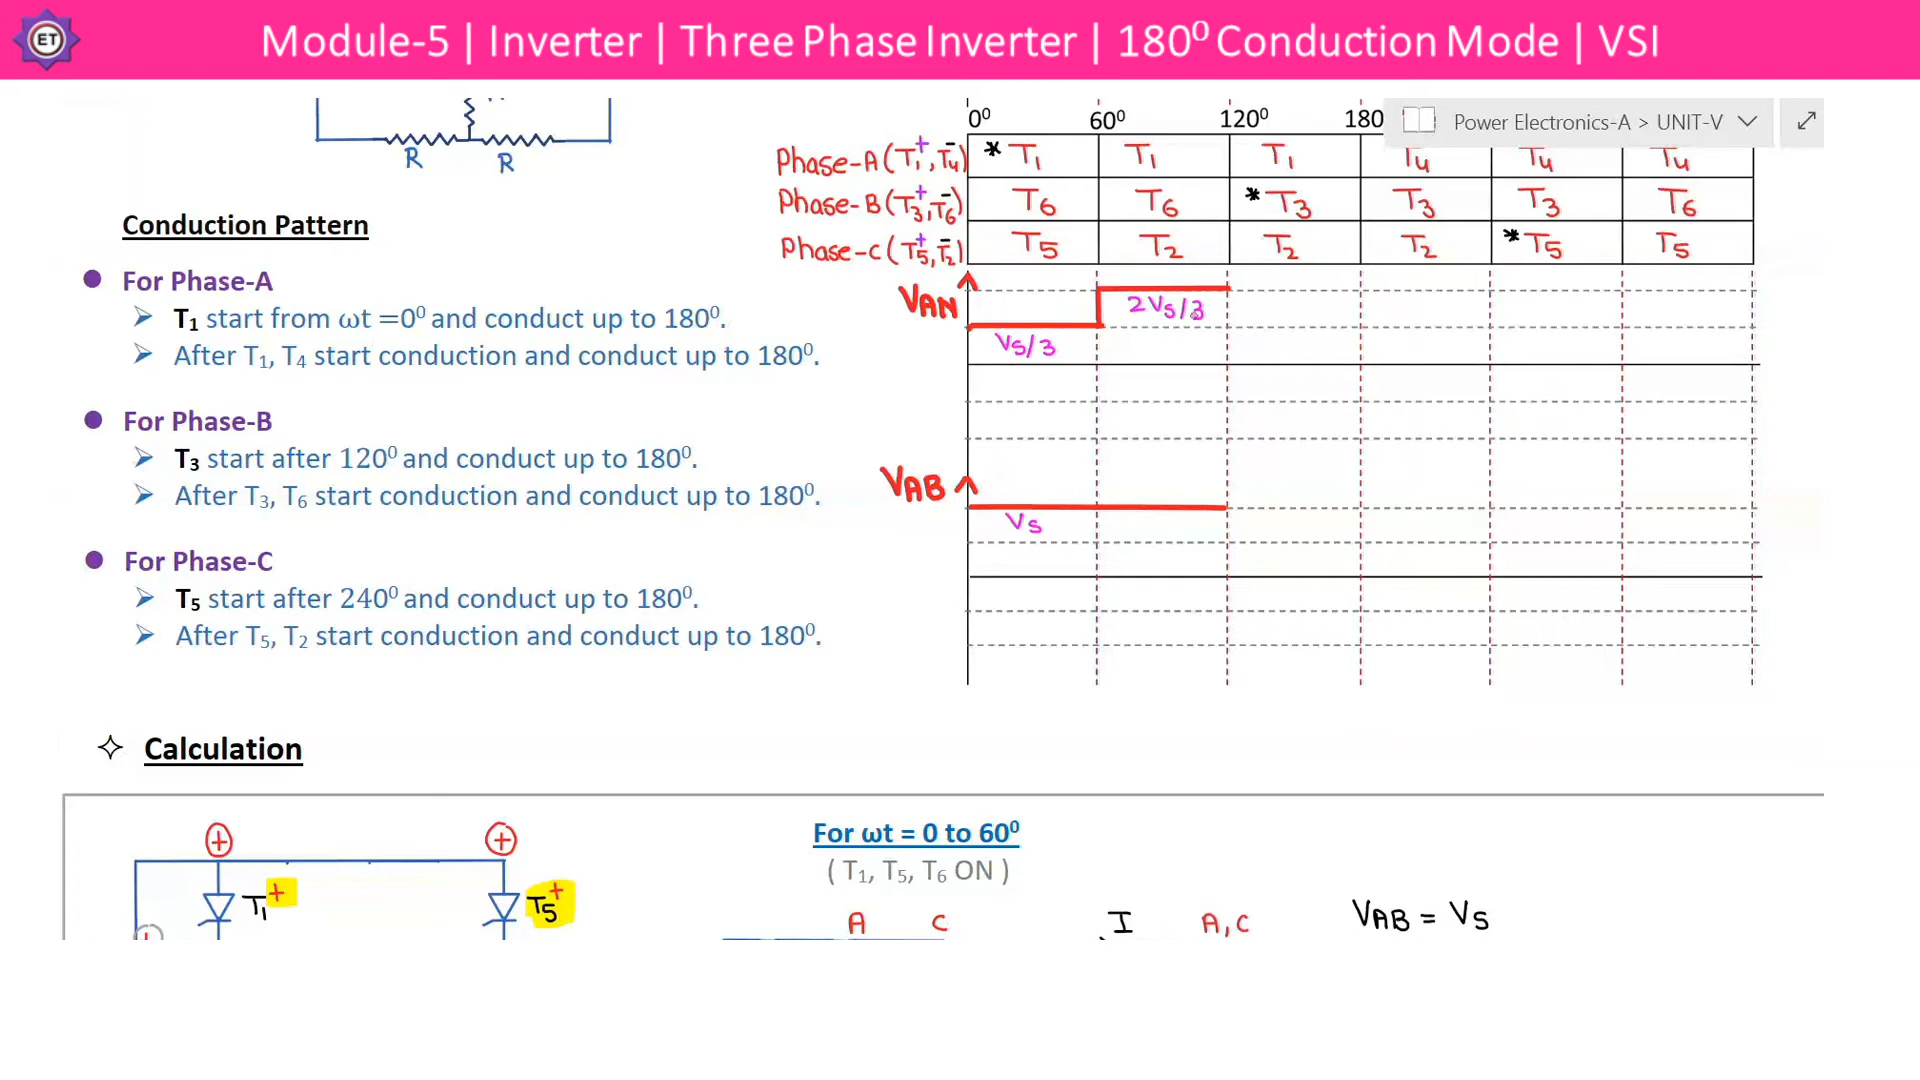 ET
Module-5 | Inverter | Three Phase Inverter | 180⁰ Conduction Mode | VSI
R R
0⁰ 60⁰ 120⁰ 180
Power Electronics-A > UNIT-V
Phase-A (T₁⁺, T₄⁻) * T₁ T₁ T₁ T₄ T₄ T₄
Phase-B (T₃⁺, T₆⁻) T₆ T₆ * T₃ T₃ T₃ T₆
Phase-C (T₅⁺, T₂⁻) T₅ T₂ T₂ T₂ * T₅ T₅
Conduction Pattern
For Phase-A
T₁ start from ωt =0⁰ and conduct up to 180⁰.
After T₁, T₄ start conduction and conduct up to 180⁰.
For Phase-B
T₃ start after 120⁰ and conduct up to 180⁰.
After T₃, T₆ start conduction and conduct up to 180⁰.
For Phase-C
T₅ start after 240⁰ and conduct up to 180⁰.
After T₅, T₂ start conduction and conduct up to 180⁰.
VAN
2Vs/3
Vs/3
VAB
Vs
Calculation
+ +
T₁⁺ T₅⁺
For ωt = 0 to 60⁰
( T₁, T₅, T₆ ON )
A C
I A, C
VAB = Vs